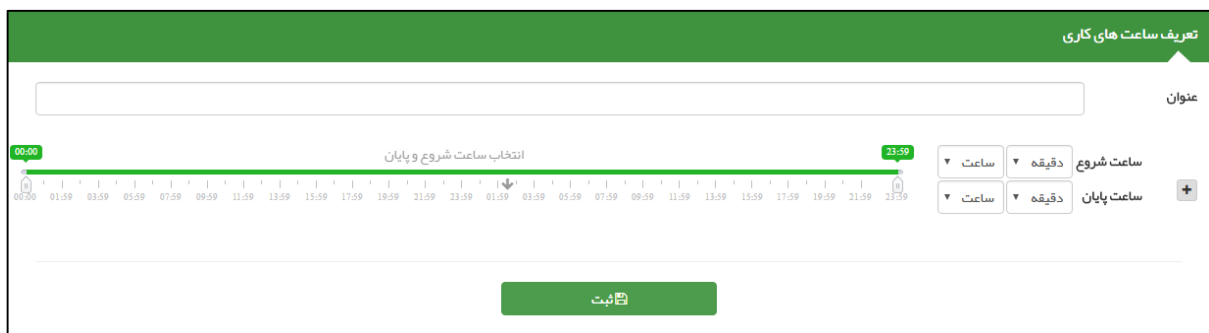 تعریف ساعت های کاری
عنوان
ساعت شروع دقیقه ساعت
23:59 انتخاب ساعت شروع و پایان 00:00
00:00 01:59 03:59 05:59 07:59 09:59 11:59 13:59 15:59 17:59 19:59 21:59 23:59 01:59 03:59 05:59 07:59 09:59 11:59 13:59 15:59 17:59 19:59 21:59 23:59
+ ساعت پایان دقیقه ساعت
ثبت